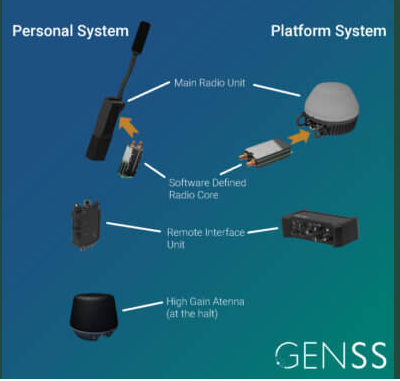 Personal System
Platform System
Main Radio Unit
Software Defined
Radio Core
Remote Interface
Unit
High Gain Atenna
(at the halt)
GENSS